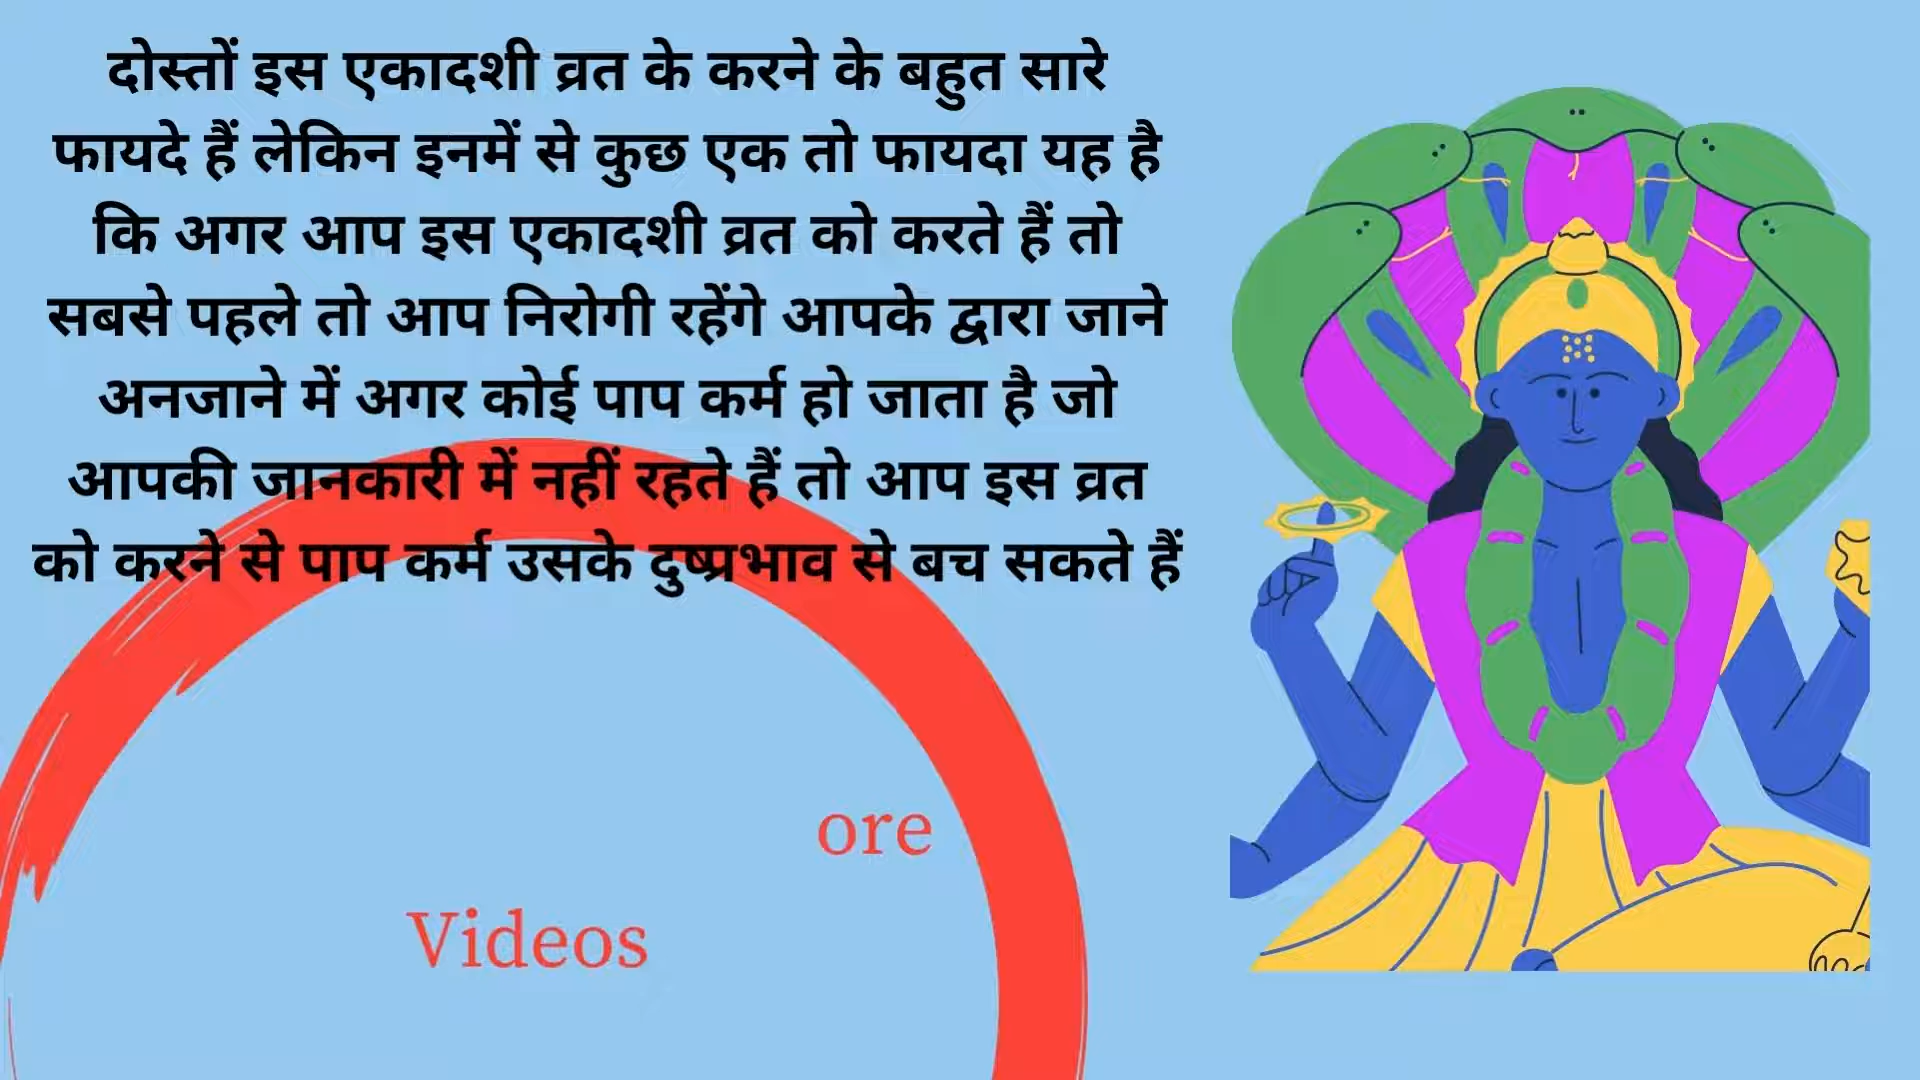 दोस्तों इस एकादशी व्रत के करने के बहुत सारे
फायदे हैं लेकिन इनमें से कुछ एक तो फायदा यह है
कि अगर आप इस एकादशी व्रत को करते हैं तो
सबसे पहले तो आप निरोगी रहेंगे आपके द्वारा जाने
अनजाने में अगर कोई पाप कर्म हो जाता है जो
आपकी जानकारी में नहीं रहते हैं तो आप इस व्रत
को करने से पाप कर्म उसके दुष्प्रभाव से बच सकते हैं
ore
Videos